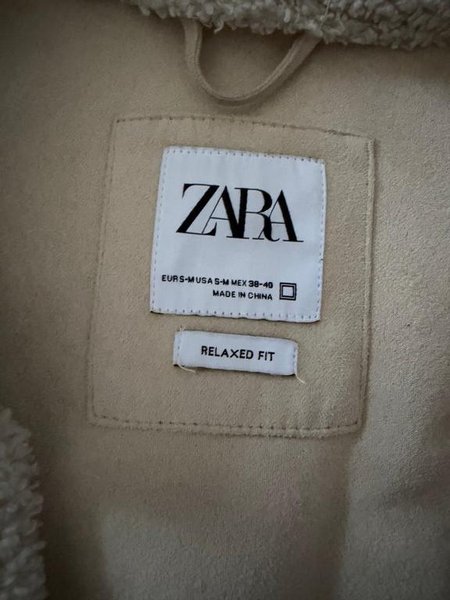 ZARA
EUR S-M USA S-M MEX 38-40
MADE IN CHINA
RELAXED FIT